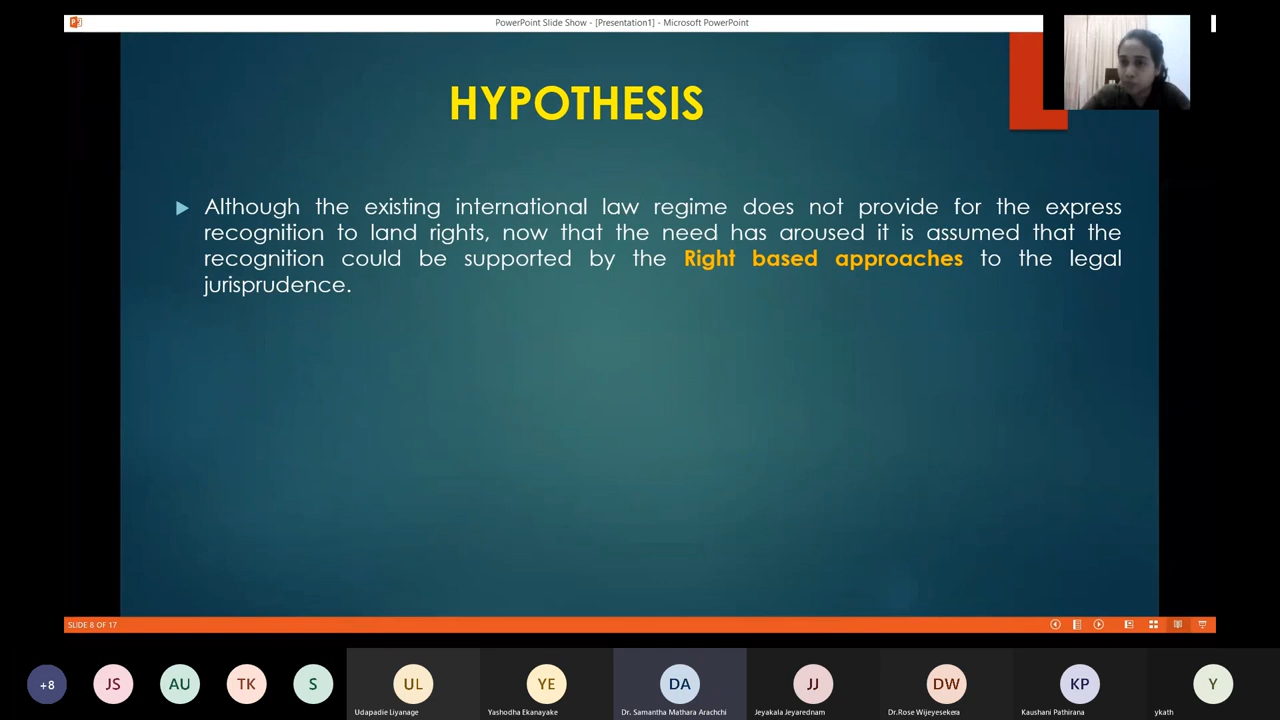 PowerPoint Slide Show - [Presentation1] - Microsoft PowerPoint
HYPOTHESIS
Although the existing international law regime does not provide for the express
recognition to land rights, now that the need has aroused it is assumed that the
recognition could be supported by the Right based approaches to the legal
jurisprudence.
SLIDE 8 OF 17
+8
JS
AU
TK
S
UL
YE
DA
JJ
DW
KP
Y
Udapadie Liyanage
Yashodha Ekanayake
Dr. Samantha Mathara Arachchi
Jeyakala Jeyarednam
Dr.Rose Wijeyesekera
Kaushani Pathirana
ykath